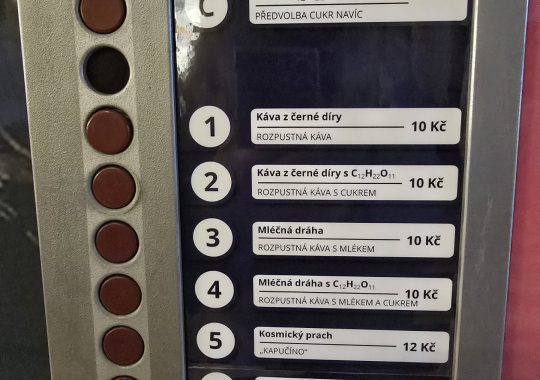 C
PŘEDVOLBA CUKR NAVÍC
1
Káva z černé díry
10 Kč
ROZPUSTNÁ KÁVA
2
Káva z černé díry s C₁₂H₂₂O₁₁
10 Kč
ROZPUSTNÁ KÁVA S CUKREM
3
Mléčná dráha
10 Kč
ROZPUSTNÁ KÁVA S MLÉKEM
4
Mléčná dráha s C₁₂H₂₂O₁₁
10 Kč
ROZPUSTNÁ KÁVA S MLÉKEM A CUKREM
5
Kosmický prach
12 Kč
„KAPUČÍNO"